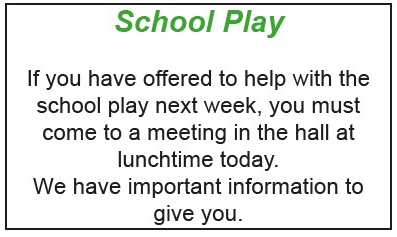 School Play
If you have offered to help with the
school play next week, you must
come to a meeting in the hall at
lunchtime today.
We have important information to
give you.